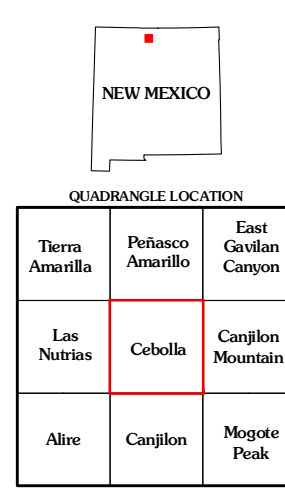 NEW MEXICO
QUADRANGLE LOCATION
Tierra
Amarilla
Peñasco
Amarillo
East
Gavilan
Canyon
Las
Nutrias
Cebolla
Canjilon
Mountain
Alire
Canjilon
Mogote
Peak